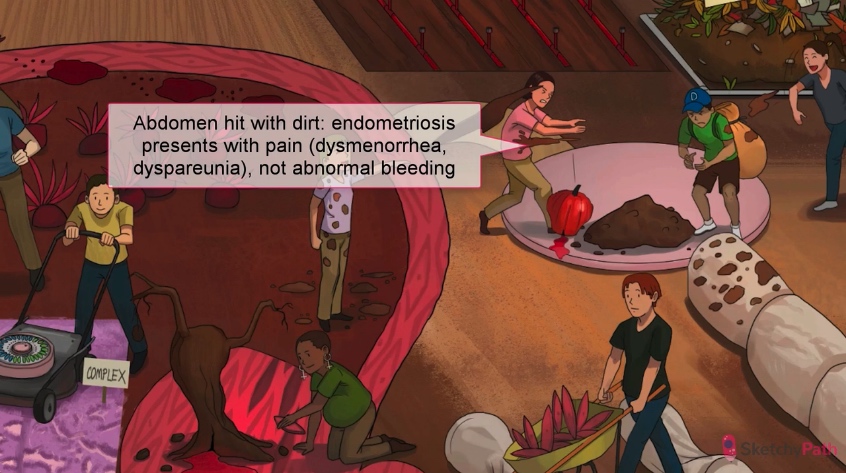 Abdomen hit with dirt: endometriosis
presents with pain (dysmenorrhea,
dyspareunia), not abnormal bleeding
D
COMPLEX
SketchyPath